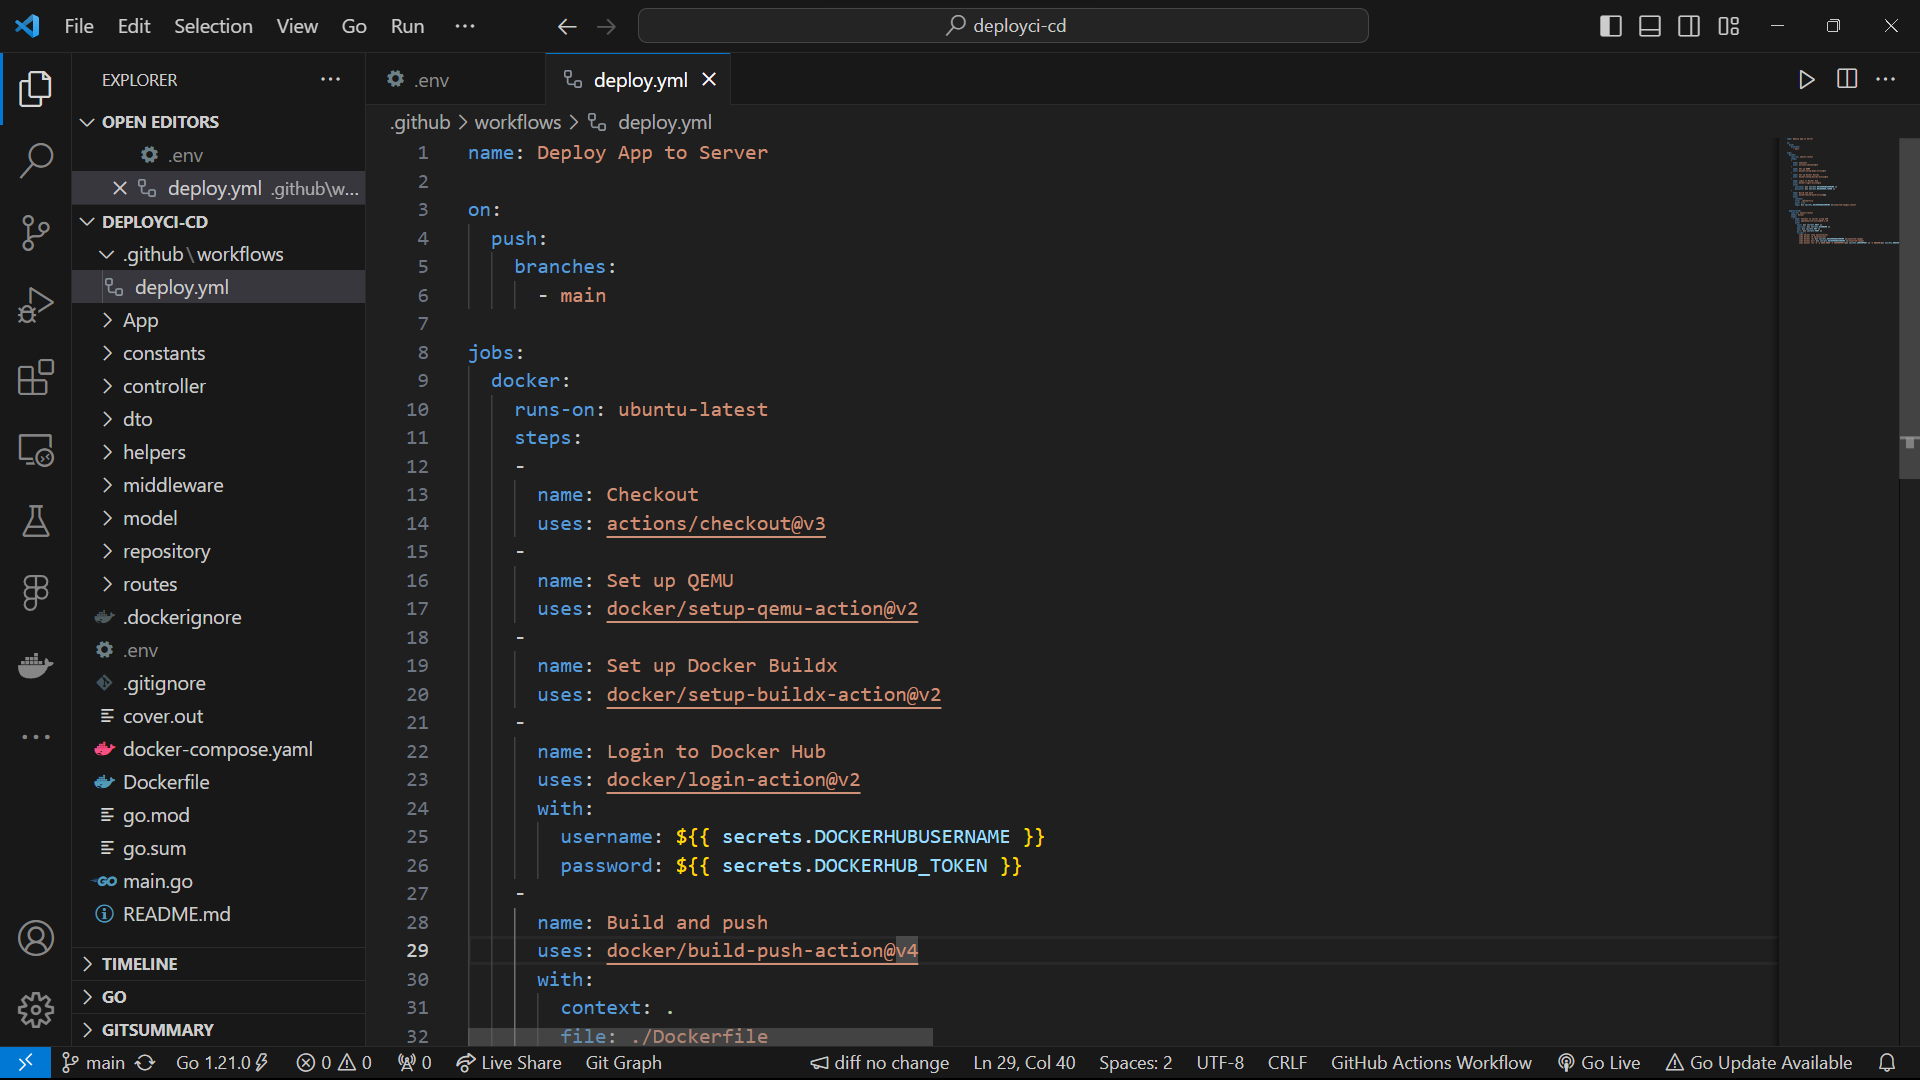 File Edit Selection View Go Run ··· deployci-cd
EXPLORER ···
OPEN EDITORS
.env
deploy.yml .github\w...
DEPLOYCI-CD
.github\workflows
deploy.yml
App
constants
controller
dto
helpers
middleware
model
repository
routes
.dockerignore
.env
.gitignore
cover.out
docker-compose.yaml
Dockerfile
go.mod
go.sum
GO main.go
README.md
TIMELINE
GO
GITSUMMARY
.env deploy.yml
.github > workflows > deploy.yml
1 name: Deploy App to Server
2
3 on:
4 push:
5 branches:
6 - main
7
8 jobs:
9 docker:
10 runs-on: ubuntu-latest
11 steps:
12 -
13 name: Checkout
14 uses: actions/checkout@v3
15 -
16 name: Set up QEMU
17 uses: docker/setup-qemu-action@v2
18 -
19 name: Set up Docker Buildx
20 uses: docker/setup-buildx-action@v2
21 -
22 name: Login to Docker Hub
23 uses: docker/login-action@v2
24 with:
25 username: ${{ secrets.DOCKERHUBUSERNAME }}
26 password: ${{ secrets.DOCKERHUB_TOKEN }}
27 -
28 name: Build and push
29 uses: docker/build-push-action@v4
30 with:
31 context: .
32 file: ./Dockerfile
main Go 1.21.0 0 0 0 Live Share Git Graph diff no change Ln 29, Col 40 Spaces: 2 UTF-8 CRLF GitHub Actions Workflow Go Live Go Update Available